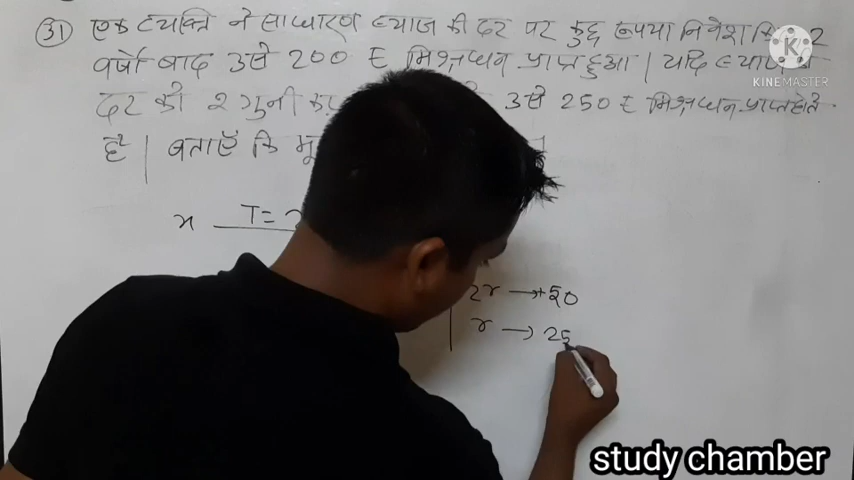 (31) एक व्यक्ति ने साधारण ब्याज की दर पर कुछ रूपया निवेश 2
वर्षो बाद उसे 200 ₹ मिश्रधन प्राप्त हुआ | यदि ब्याज
दर को 2 गुनी उसे 250 ₹ मिश्रधन प्राप्त होते
है | बताएँ कि
x T =
2r → +50
r → 25
K
KINEMASTER
study chamber